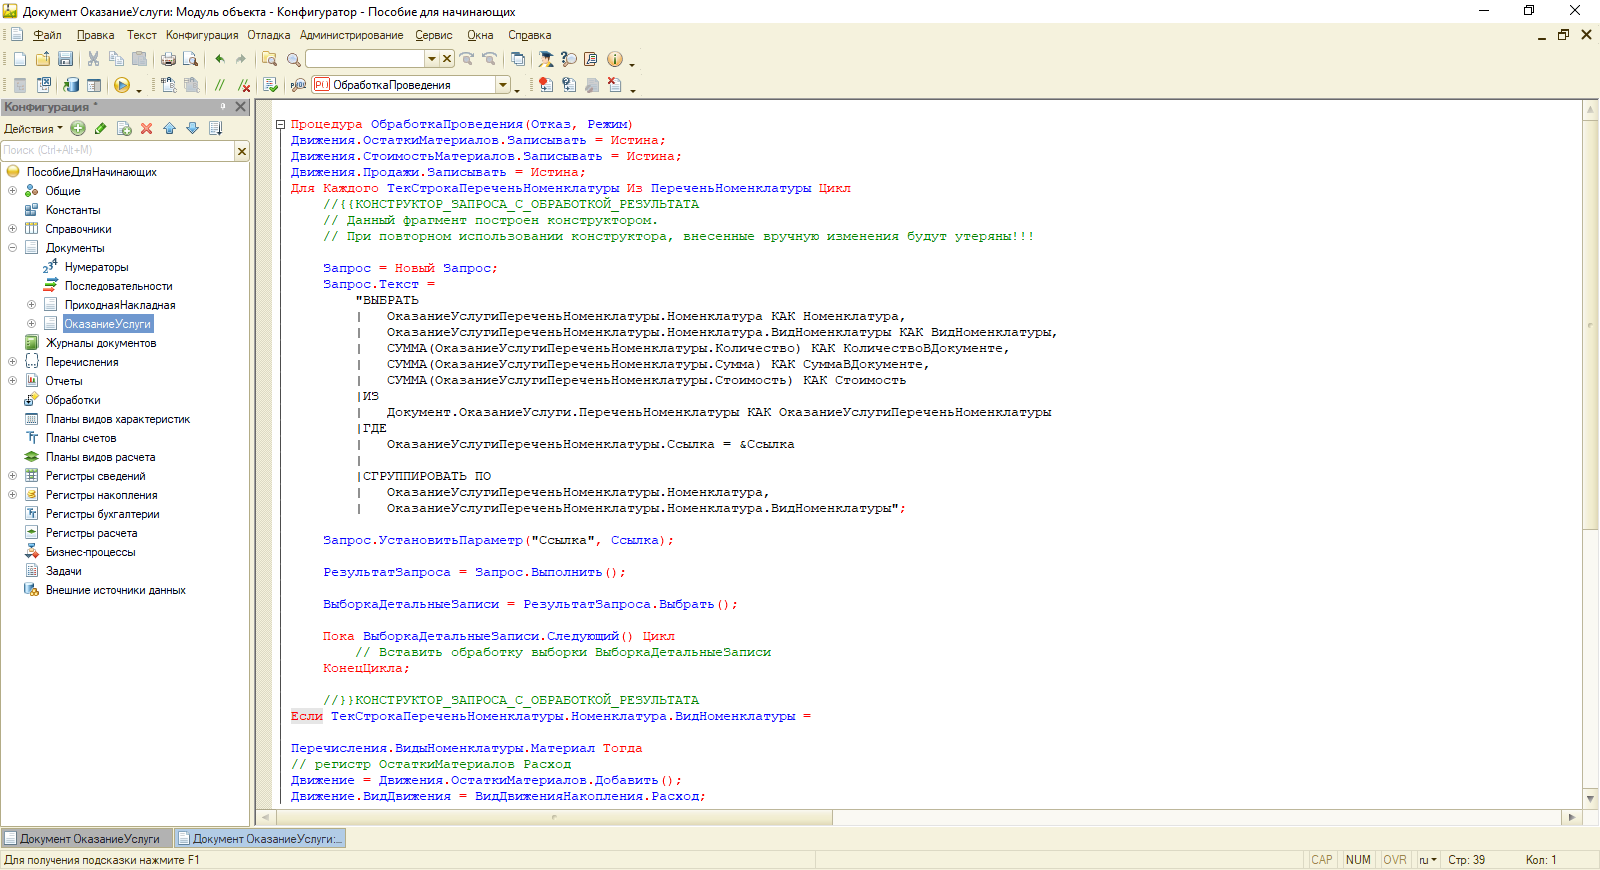 Документ ОказаниеУслуги: Модуль объекта - Конфигуратор - Пособие для начинающих
Файл Правка Текст Конфигурация Отладка Администрирование Сервис Окна Справка
ОбработкаПроведения
Конфигурация *
Действия
Поиск (Ctrl+Alt+M)
ПособиеДляНачинающих
Общие
Константы
Справочники
Документы
Нумераторы
Последовательности
ПриходнаяНакладная
ОказаниеУслуги
Журналы документов
Перечисления
Отчеты
Обработки
Планы видов характеристик
Планы счетов
Планы видов расчета
Регистры сведений
Регистры накопления
Регистры бухгалтерии
Регистры расчета
Бизнес-процессы
Задачи
Внешние источники данных
Процедура ОбработкаПроведения(Отказ, Режим)
Движения.ОстаткиМатериалов.Записывать = Истина;
Движения.СтоимостьМатериалов.Записывать = Истина;
Движения.Продажи.Записывать = Истина;
Для Каждого ТекСтрокаПереченьНоменклатуры Из ПереченьНоменклатуры Цикл
//{{КОНСТРУКТОР_ЗАПРОСА_С_ОБРАБОТКОЙ_РЕЗУЛЬТАТА
// Данный фрагмент построен конструктором.
// При повторном использовании конструктора, внесенные вручную изменения будут утеряны!!!
Запрос = Новый Запрос;
Запрос.Текст =
"ВЫБРАТЬ
|   ОказаниеУслугиПереченьНоменклатуры.Номенклатура КАК Номенклатура,
|   ОказаниеУслугиПереченьНоменклатуры.Номенклатура.ВидНоменклатуры КАК ВидНоменклатуры,
|   СУММА(ОказаниеУслугиПереченьНоменклатуры.Количество) КАК КоличествоВДокументе,
|   СУММА(ОказаниеУслугиПереченьНоменклатуры.Сумма) КАК СуммаВДокументе,
|   СУММА(ОказаниеУслугиПереченьНоменклатуры.Стоимость) КАК Стоимость
|ИЗ
|   Документ.ОказаниеУслуги.ПереченьНоменклатуры КАК ОказаниеУслугиПереченьНоменклатуры
|ГДЕ
|   ОказаниеУслугиПереченьНоменклатуры.Ссылка = &Ссылка
|
|СГРУППИРОВАТЬ ПО
|   ОказаниеУслугиПереченьНоменклатуры.Номенклатура,
|   ОказаниеУслугиПереченьНоменклатуры.Номенклатура.ВидНоменклатуры";
Запрос.УстановитьПараметр("Ссылка", Ссылка);
РезультатЗапроса = Запрос.Выполнить();
ВыборкаДетальныеЗаписи = РезультатЗапроса.Выбрать();
Пока ВыборкаДетальныеЗаписи.Следующий() Цикл
// Вставить обработку выборки ВыборкаДетальныеЗаписи
КонецЦикла;
//}}КОНСТРУКТОР_ЗАПРОСА_С_ОБРАБОТКОЙ_РЕЗУЛЬТАТА
Если ТекСтрокаПереченьНоменклатуры.Номенклатура.ВидНоменклатуры =
Перечисления.ВидыНоменклатуры.Материал Тогда
// регистр ОстаткиМатериалов Расход
Движение = Движения.ОстаткиМатериалов.Добавить();
Движение.ВидДвижения = ВидДвиженияНакопления.Расход;
Документ ОказаниеУслуги Документ ОказаниеУслуги:...
Для получения подсказки нажмите F1 CAP NUM OVR ru Стр: 39 Кол: 1